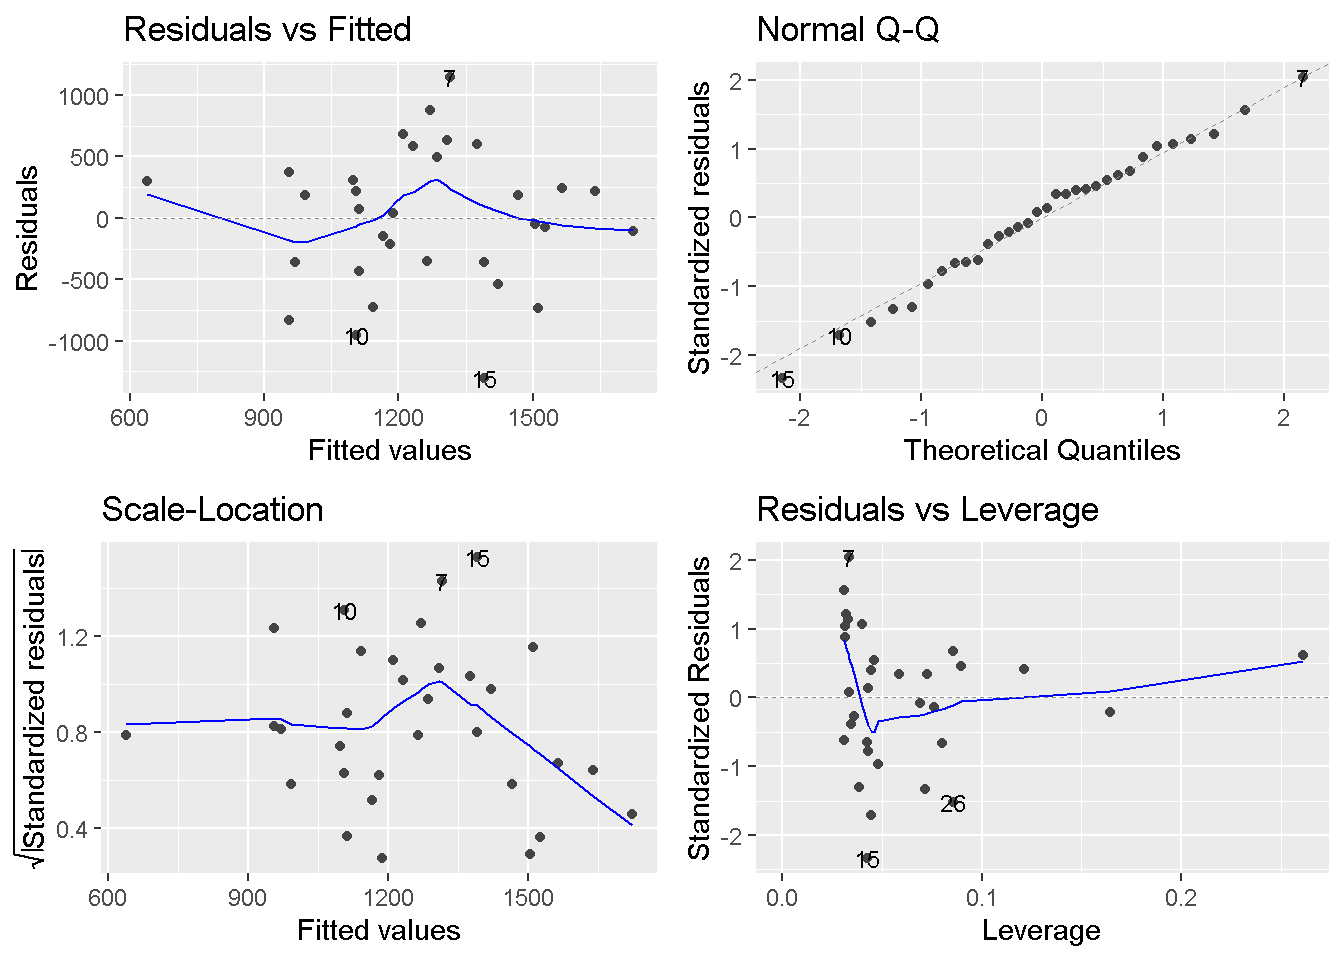 Residuals vs Fitted
Residuals
1000
500
0
-500
-1000
7
10
15
600 900 1200 1500
Fitted values
Normal Q-Q
Standardized residuals
2
1
0
-1
-2
7
10
15
-2 -1 0 1 2
Theoretical Quantiles
Scale-Location
√|Standardized residuals|
1.2
0.8
0.4
15
7
10
600 900 1200 1500
Fitted values
Residuals vs Leverage
Standardized Residuals
2
1
0
-1
-2
7
26
15
0.0 0.1 0.2
Leverage